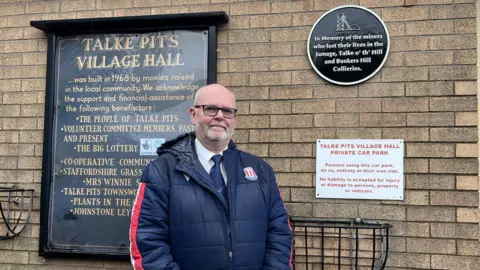 TALKE PITS
VILLAGE HALL
...was built in 1968 by monies raised
in the local community. We acknowledge
the support and financial assistance of
the following benefactors:
•THE PEOPLE OF TALKE PITS
•VOLUNTEER COMMITTEE MEMBERS, PAST
AND PRESENT
•THE BIG LOTTERY
CO-OPERATIVE COMMUN
STAFFORDSHIRE GRASS
•MRS WINNIE S
•TALKE PITS TOWNSWO
•PLANTS IN THE
JOHNSTONE LEY
In Memory of the miners
who lost their lives in the
Jamage, Talke o' th' Hill
and Bunkers Hill
Collieries.
TALKE PITS VILLAGE HALL
PRIVATE CAR PARK
Persons using this car park,
do so, entirely at their own risk.
No liability is accepted for injury
or damage to persons, property
or vehicles.